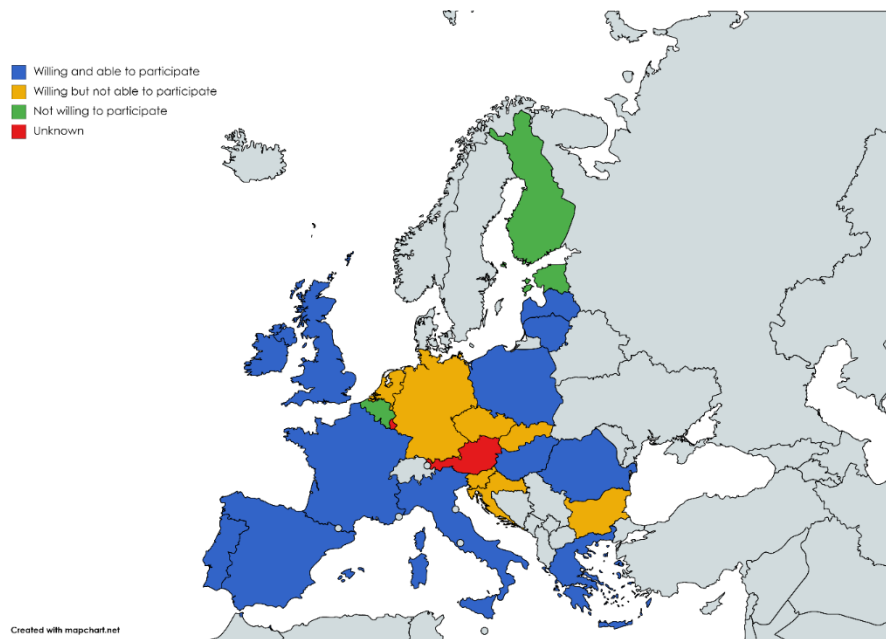 Willing and able to participate
Willing but not able to participate
Not willing to participate
Unknown
Created with mapchart.net